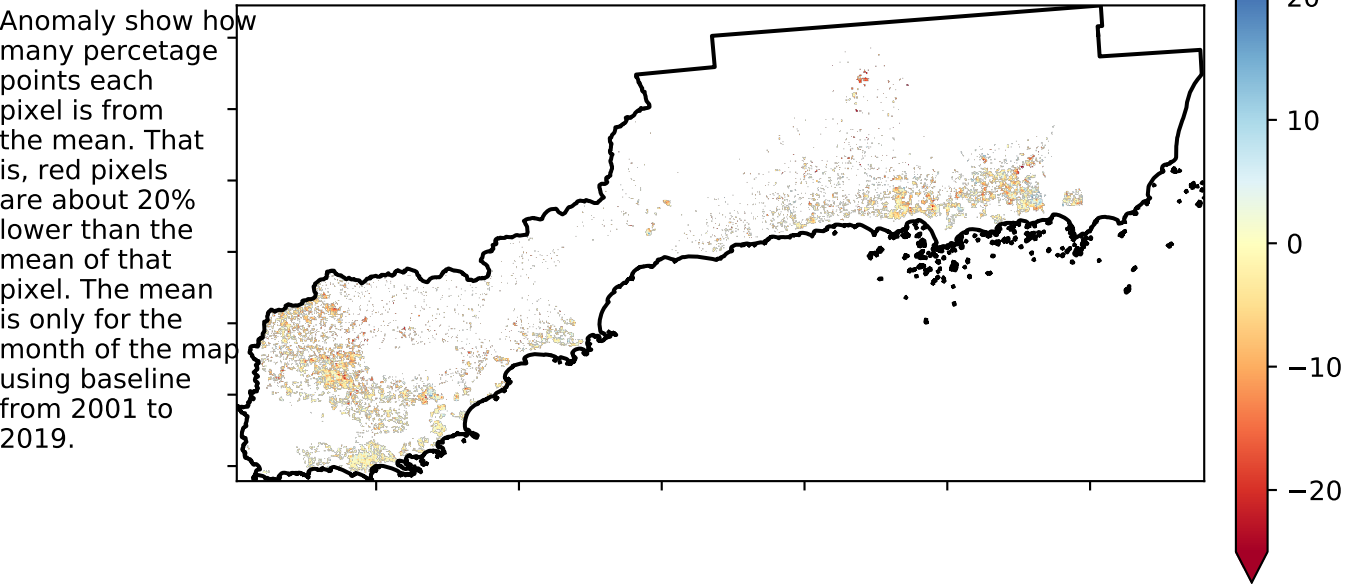 Anomaly show how
many percetage
points each
pixel is from
the mean. That
is, red pixels
are about 20%
lower than the
mean of that
pixel. The mean
is only for the
month of the map
using baseline
from 2001 to
2019.
20
10
0
−10
−20